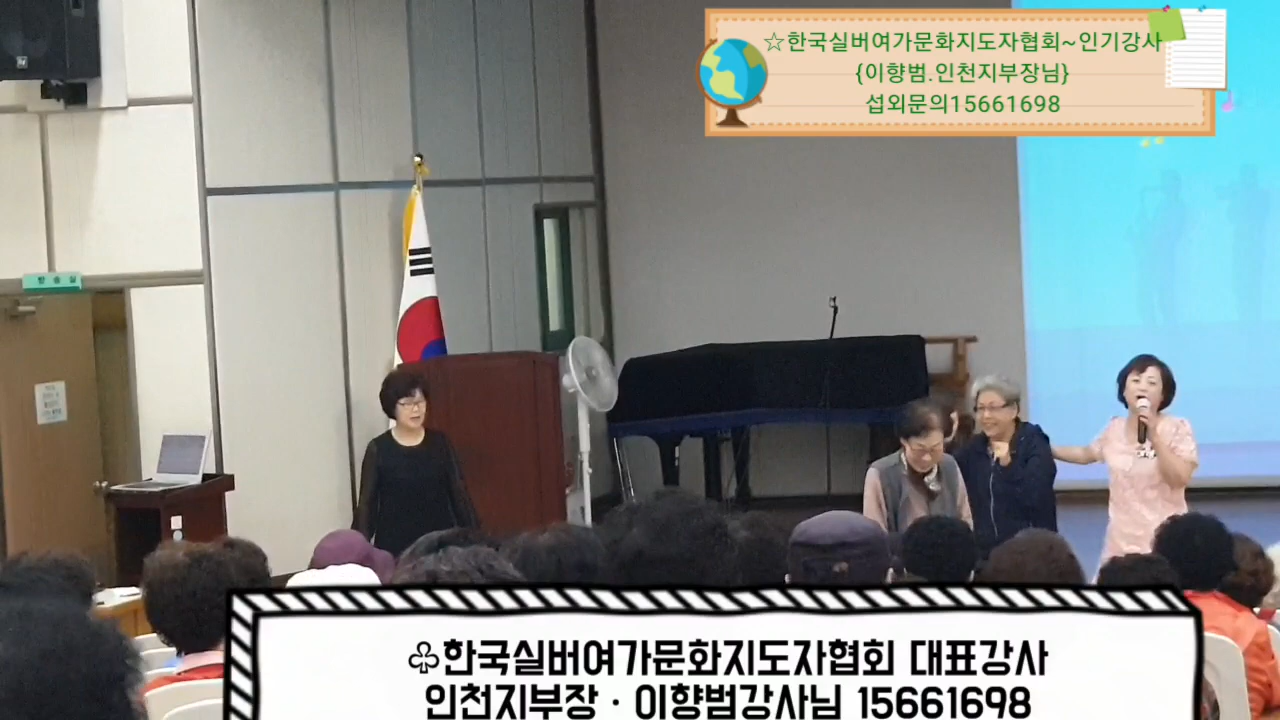 ☆한국실버여가문화지도자협회~인기강사
{이향범.인천지부장님}
섭외문의15661698
방송실
♧한국실버여가문화지도자협회 대표강사
인천지부장·이향범강사님 15661698